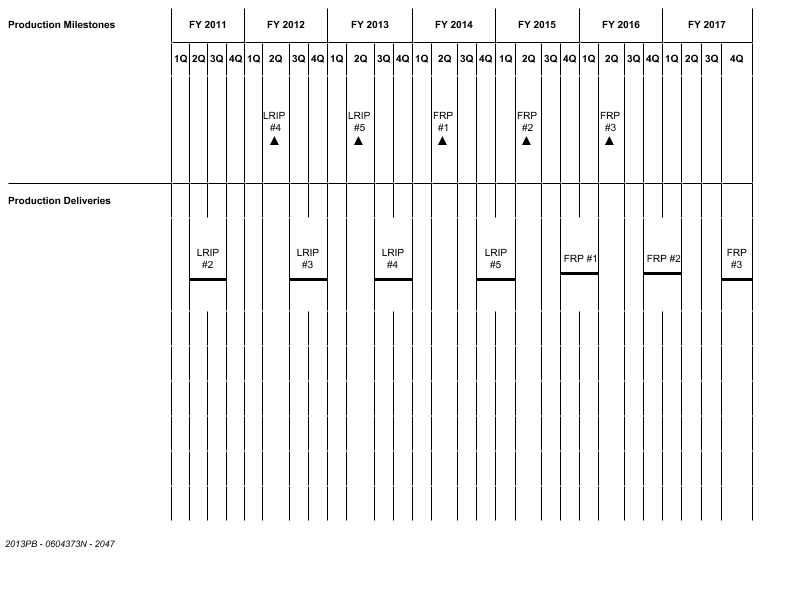 Production Milestones FY 2011 FY 2012 FY 2013 FY 2014 FY 2015 FY 2016 FY 2017
1Q 2Q 3Q 4Q 1Q 2Q 3Q 4Q 1Q 2Q 3Q 4Q 1Q 2Q 3Q 4Q 1Q 2Q 3Q 4Q 1Q 2Q 3Q 4Q 1Q 2Q 3Q 4Q
LRIP LRIP FRP FRP FRP
#4 #5 #1 #2 #3
Production Deliveries
LRIP LRIP LRIP LRIP FRP #1 FRP #2 FRP
#2 #3 #4 #5 #3
2013PB - 0604373N - 2047